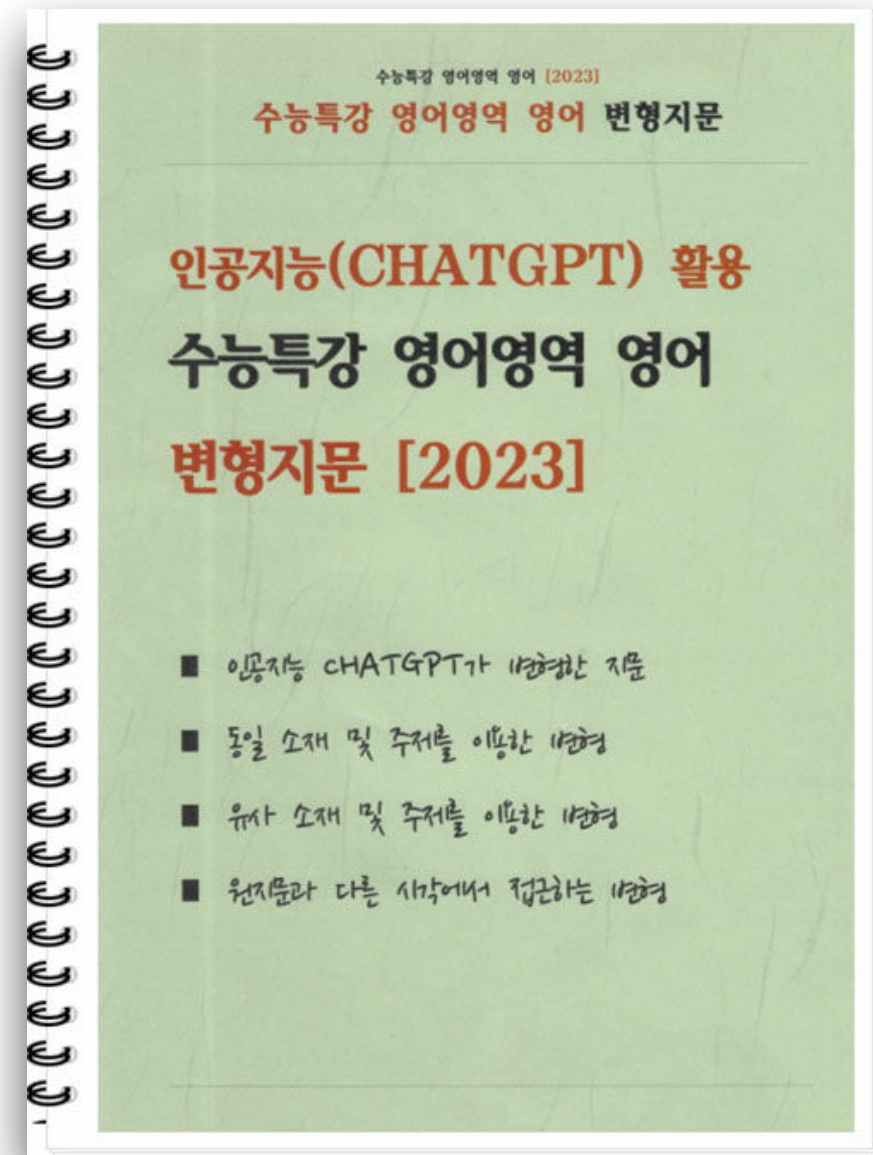 수능특강 영어영역 영어 [2023]
수능특강 영어영역 영어 변형지문
인공지능(CHATGPT) 활용
수능특강 영어영역 영어
변형지문 [2023]
■ 인공지능 CHATGPT가 변형한 지문
■ 동일 소재 및 주제를 이용한 변형
■ 유사 소재 및 주제를 이용한 변형
■ 원지문과 다른 시각에서 접근하는 변형